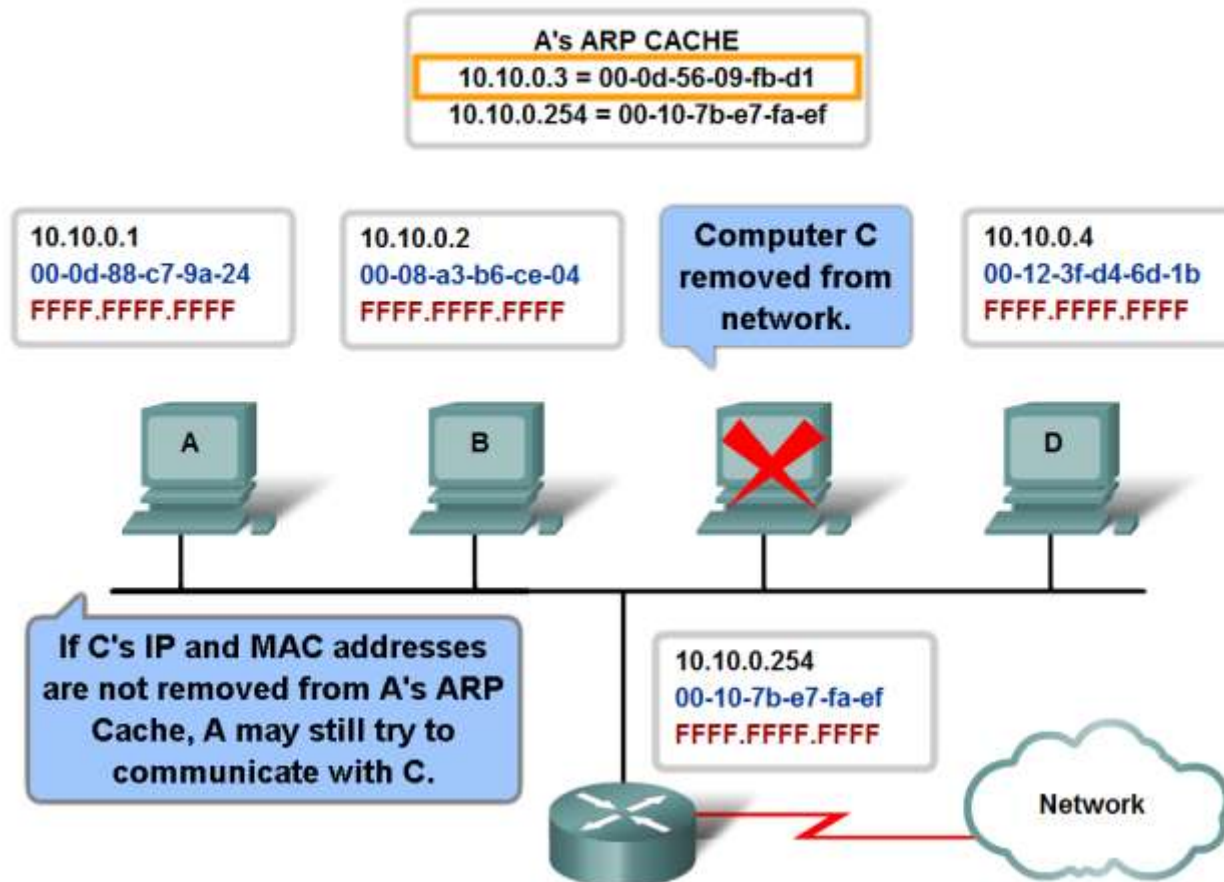 A's ARP CACHE
10.10.0.3 = 00-0d-56-09-fb-d1
10.10.0.254 = 00-10-7b-e7-fa-ef
10.10.0.1
00-0d-88-c7-9a-24
FFFF.FFFF.FFFF
10.10.0.2
00-08-a3-b6-ce-04
FFFF.FFFF.FFFF
Computer C
removed from
network.
10.10.0.4
00-12-3f-d4-6d-1b
FFFF.FFFF.FFFF
A
B
D
If C's IP and MAC addresses
are not removed from A's ARP
Cache, A may still try to
communicate with C.
10.10.0.254
00-10-7b-e7-fa-ef
FFFF.FFFF.FFFF
Network